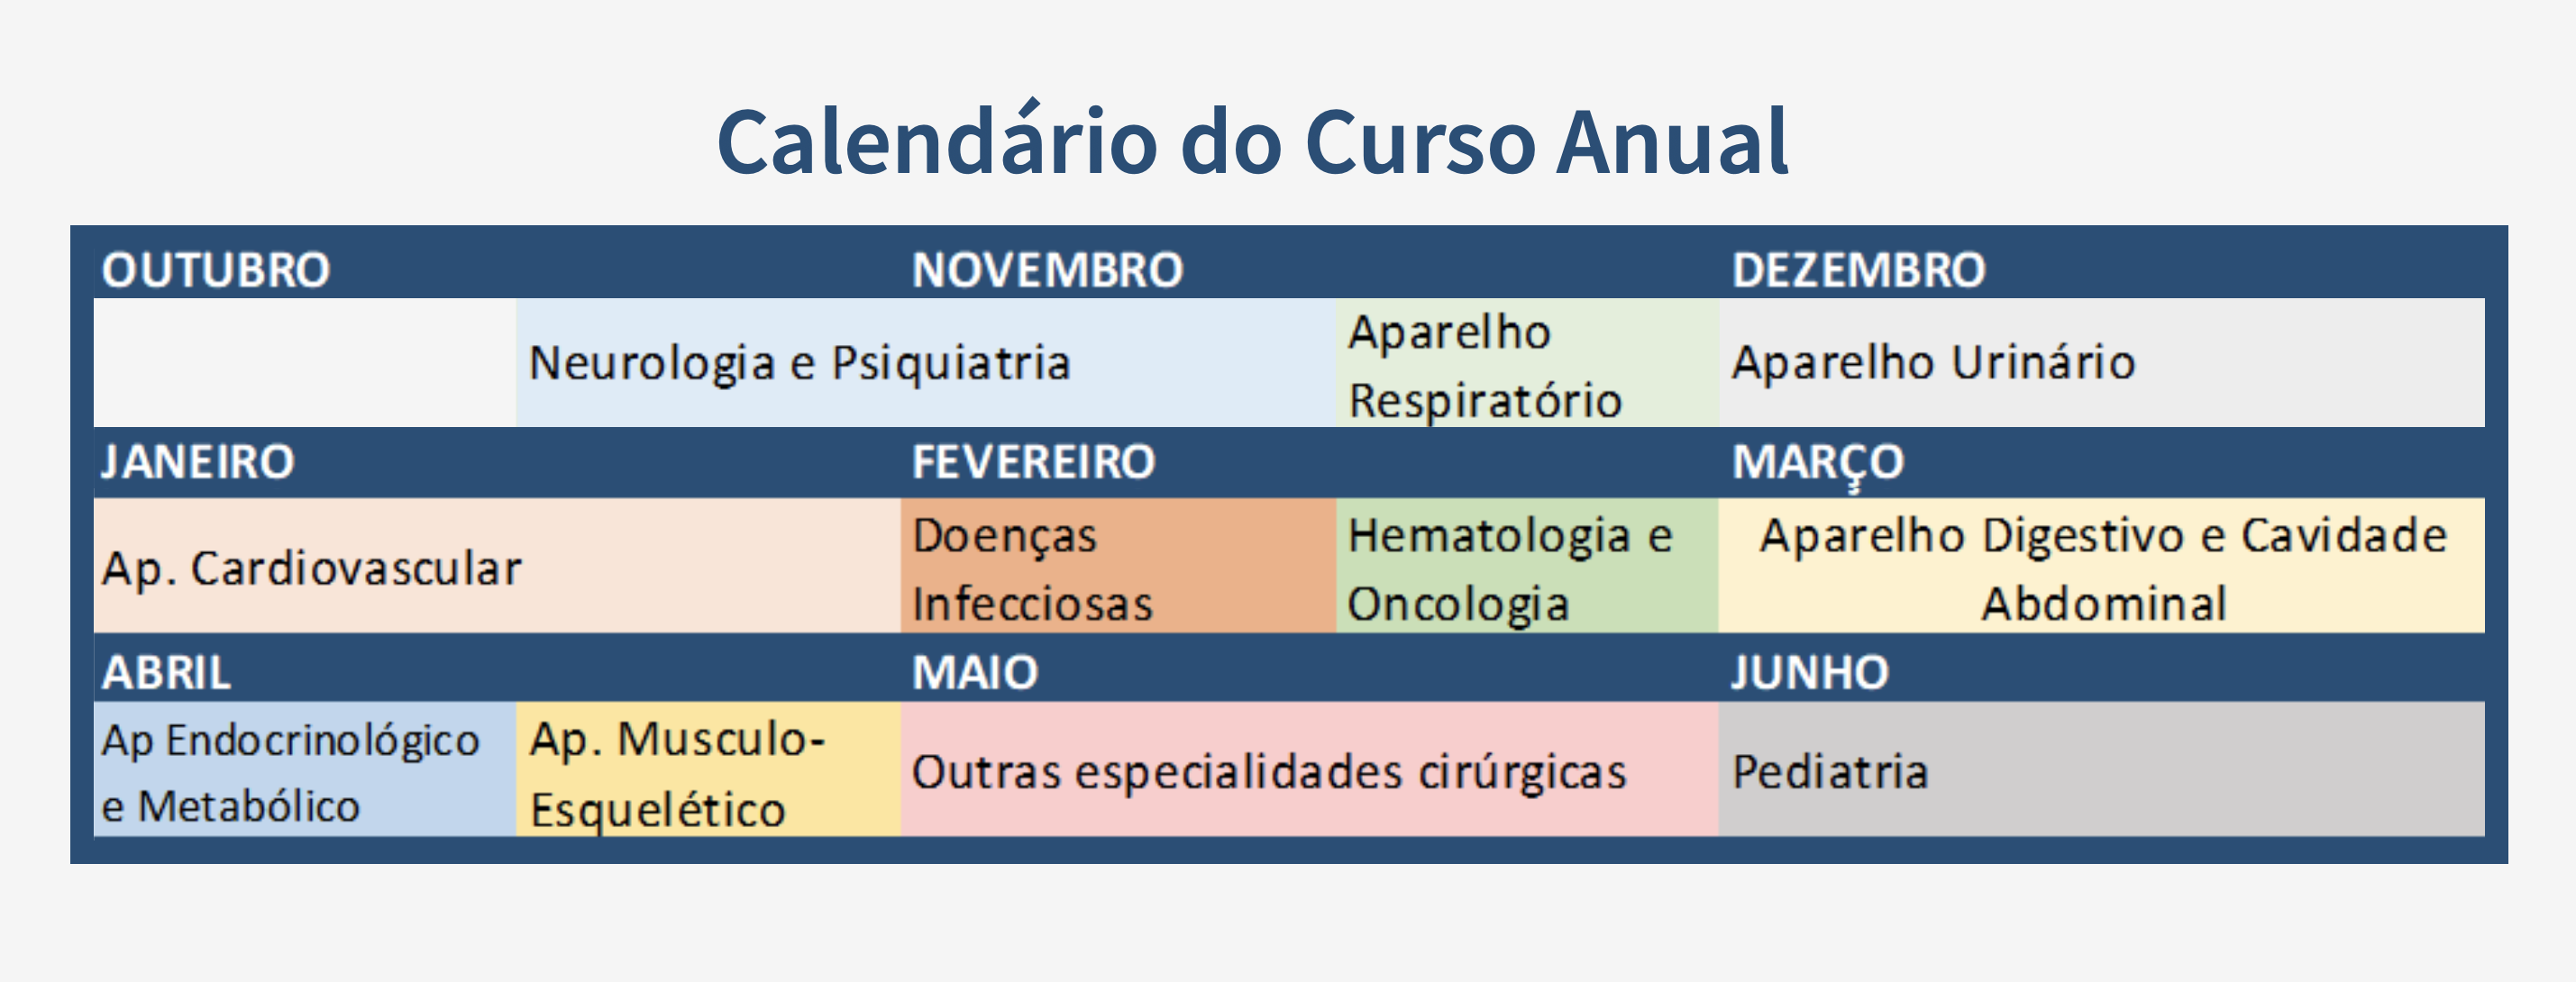 Calendário do Curso Anual
OUTUBRO NOVEMBRO DEZEMBRO
Neurologia e Psiquiatria
Aparelho
Respiratório
Aparelho Urinário
JANEIRO FEVEREIRO MARÇO
Ap. Cardiovascular
Doenças
Infecciosas
Hematologia e
Oncologia
Aparelho Digestivo e Cavidade
Abdominal
ABRIL MAIO JUNHO
Ap Endocrinológico
e Metabólico
Ap. Musculo-
Esquelético
Outras especialidades cirúrgicas
Pediatria